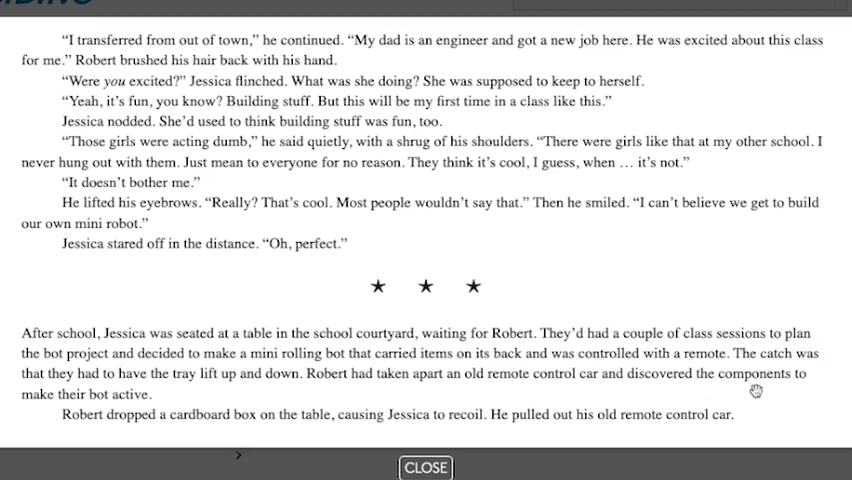 “I transferred from out of town,” he continued. “My dad is an engineer and got a new job here. He was excited about this class
for me.” Robert brushed his hair back with his hand.
“Were you excited?” Jessica flinched. What was she doing? She was supposed to keep to herself.
“Yeah, it’s fun, you know? Building stuff. But this will be my first time in a class like this.”
Jessica nodded. She’d used to think building stuff was fun, too.
“Those girls were acting dumb,” he said quietly, with a shrug of his shoulders. “There were girls like that at my other school. I
never hung out with them. Just mean to everyone for no reason. They think it’s cool, I guess, when … it’s not.”
“It doesn’t bother me.”
He lifted his eyebrows. “Really? That’s cool. Most people wouldn’t say that.” Then he smiled. “I can’t believe we get to build
our own mini robot.”
Jessica stared off in the distance. “Oh, perfect.”
After school, Jessica was seated at a table in the school courtyard, waiting for Robert. They’d had a couple of class sessions to plan
the bot project and decided to make a mini rolling bot that carried items on its back and was controlled with a remote. The catch was
that they had to have the tray lift up and down. Robert had taken apart an old remote control car and discovered the components to
make their bot active.
Robert dropped a cardboard box on the table, causing Jessica to recoil. He pulled out his old remote control car.
CLOSE